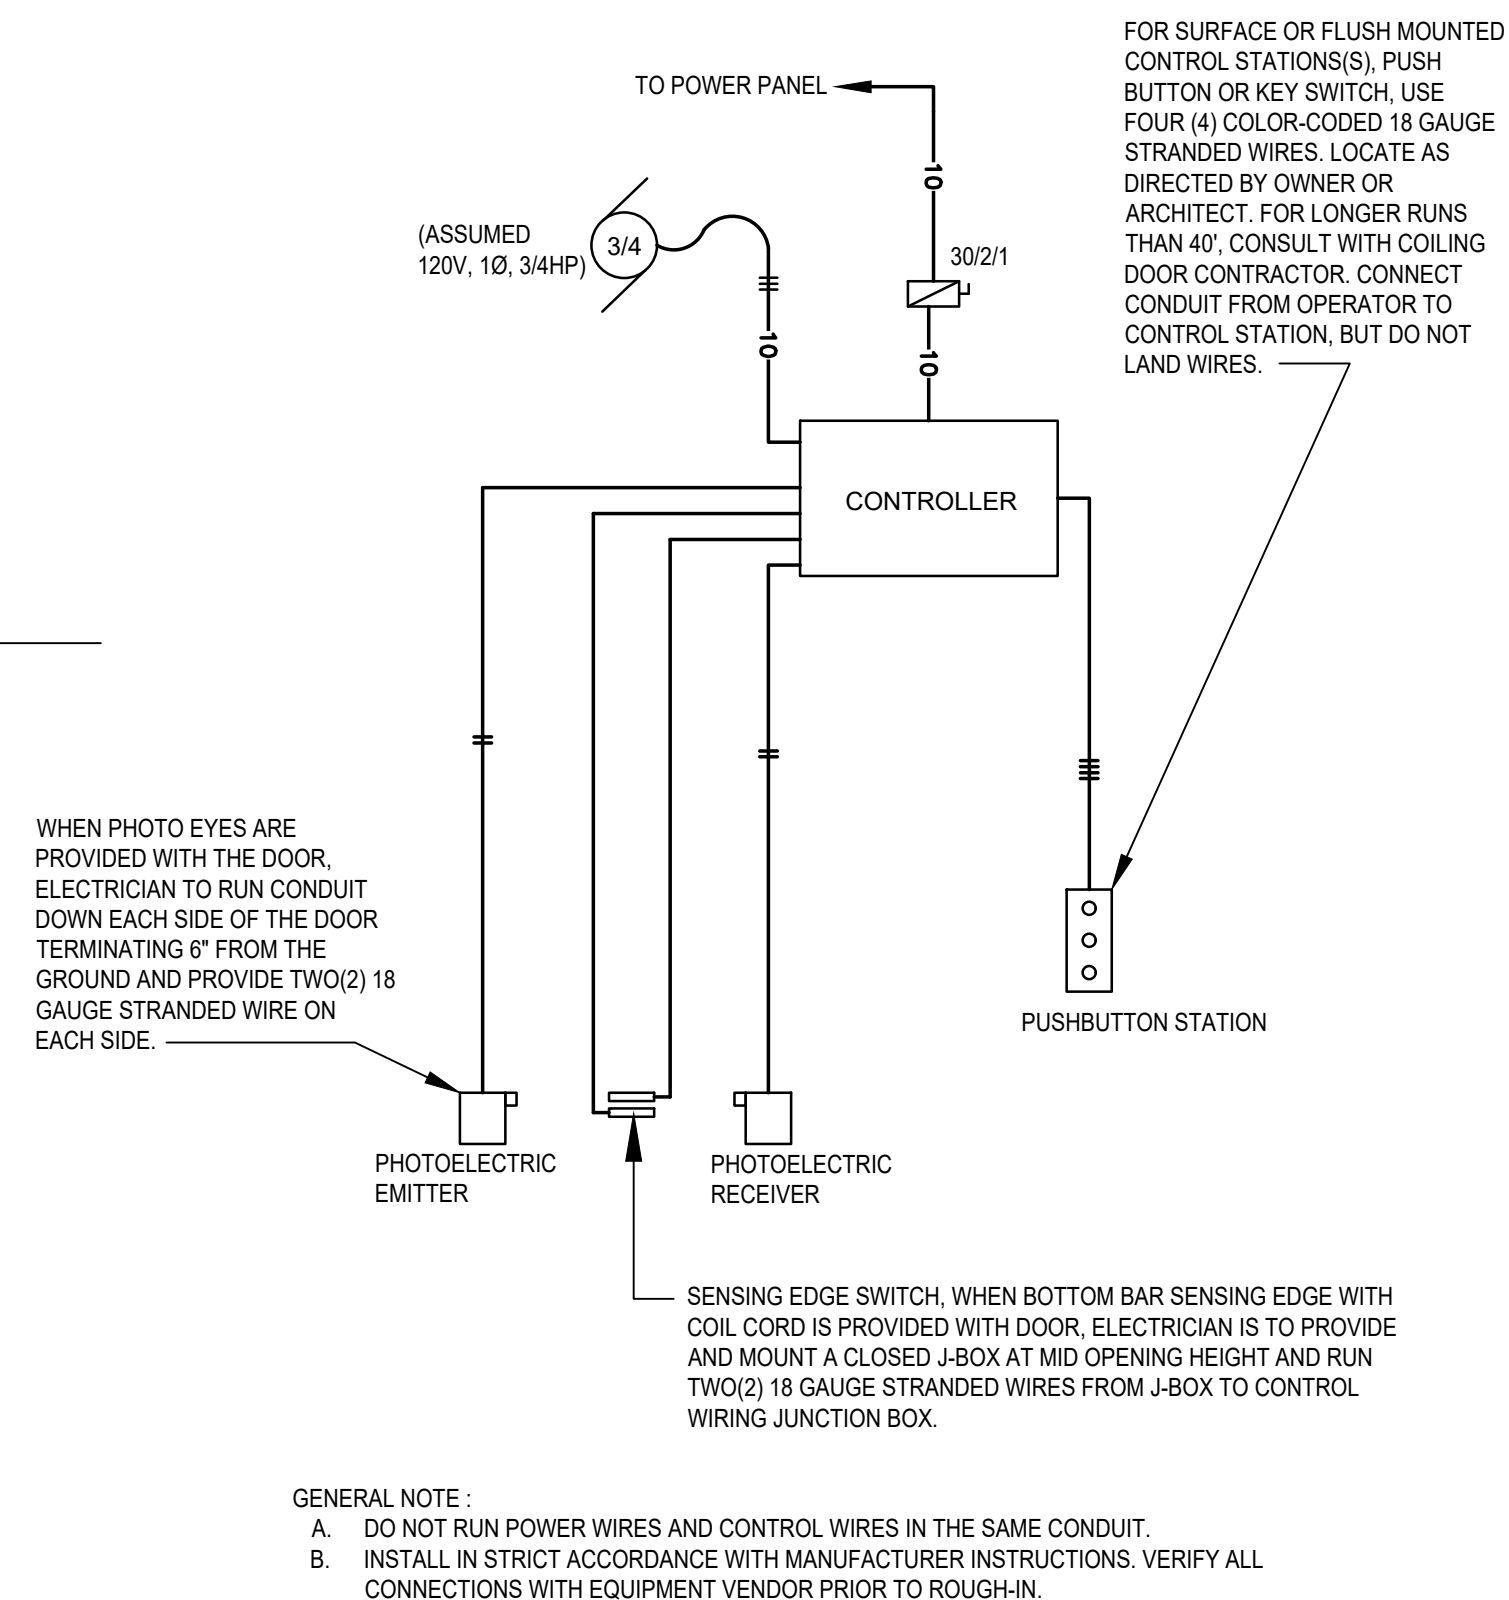 FOR SURFACE OR FLUSH MOUNTED
CONTROL STATIONS(S), PUSH
BUTTON OR KEY SWITCH, USE
FOUR (4) COLOR-CODED 18 GAUGE
STRANDED WIRES. LOCATE AS
DIRECTED BY OWNER OR
ARCHITECT. FOR LONGER RUNS
THAN 40', CONSULT WITH COILING
DOOR CONTRACTOR. CONNECT
CONDUIT FROM OPERATOR TO
CONTROL STATION, BUT DO NOT
LAND WIRES.
TO POWER PANEL
10
(ASSUMED
120V, 1Ø, 3/4HP)
3/4
30/2/1
10
10
CONTROLLER
WHEN PHOTO EYES ARE
PROVIDED WITH THE DOOR,
ELECTRICIAN TO RUN CONDUIT
DOWN EACH SIDE OF THE DOOR
TERMINATING 6" FROM THE
GROUND AND PROVIDE TWO(2) 18
GAUGE STRANDED WIRE ON
EACH SIDE.
PUSHBUTTON STATION
PHOTOELECTRIC
EMITTER
PHOTOELECTRIC
RECEIVER
SENSING EDGE SWITCH, WHEN BOTTOM BAR SENSING EDGE WITH
COIL CORD IS PROVIDED WITH DOOR, ELECTRICIAN IS TO PROVIDE
AND MOUNT A CLOSED J-BOX AT MID OPENING HEIGHT AND RUN
TWO(2) 18 GAUGE STRANDED WIRES FROM J-BOX TO CONTROL
WIRING JUNCTION BOX.
GENERAL NOTE :
A. DO NOT RUN POWER WIRES AND CONTROL WIRES IN THE SAME CONDUIT.
B. INSTALL IN STRICT ACCORDANCE WITH MANUFACTURER INSTRUCTIONS. VERIFY ALL
CONNECTIONS WITH EQUIPMENT VENDOR PRIOR TO ROUGH-IN.